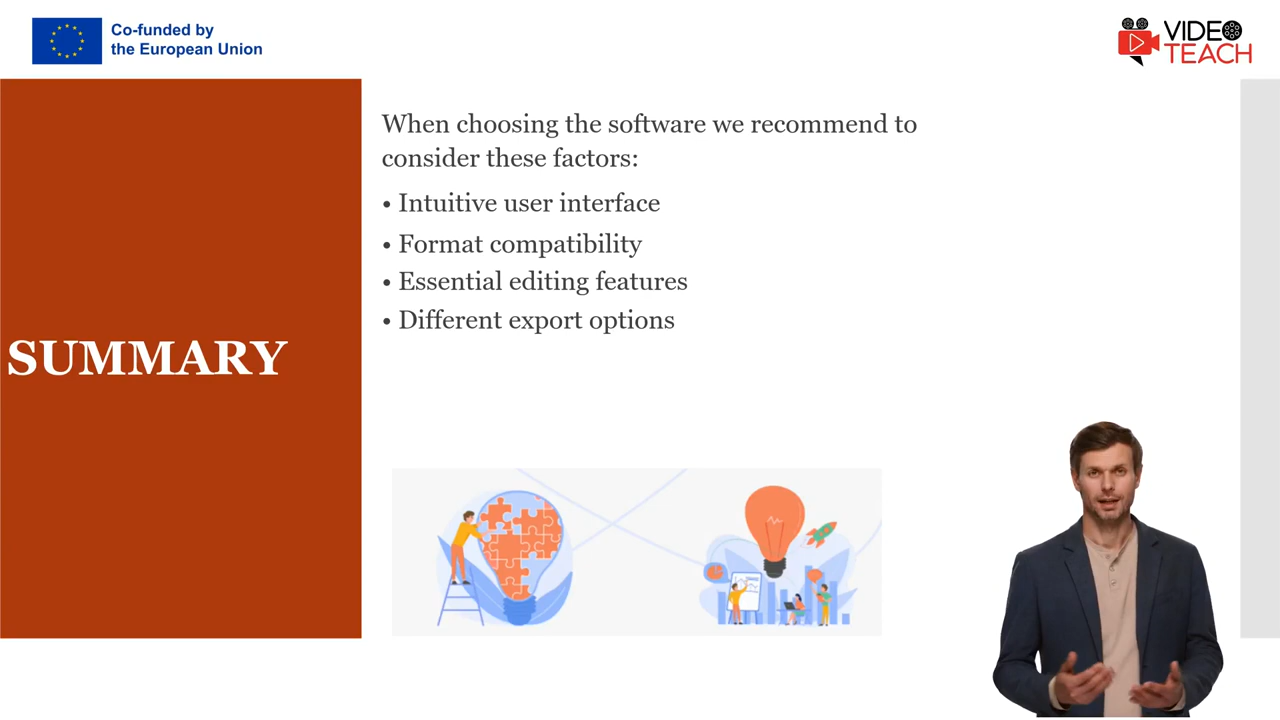 Co-funded by
the European Union
VIDEO
TEACH
SUMMARY
When choosing the software we recommend to
consider these factors:
• Intuitive user interface
• Format compatibility
• Essential editing features
• Different export options